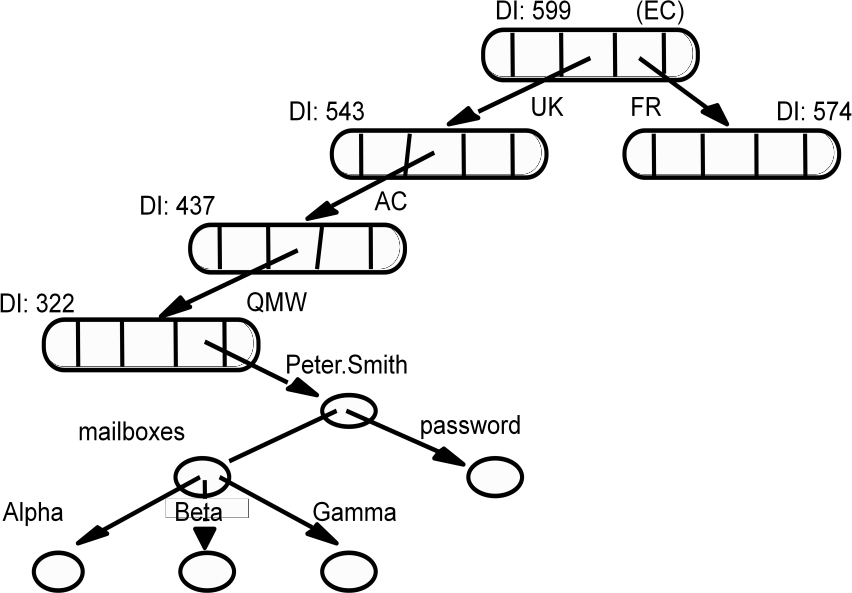 DI: 599 (EC)
DI: 543 UK FR DI: 574
DI: 437 AC
DI: 322 QMW
Peter.Smith
mailboxes password
Alpha Beta Gamma